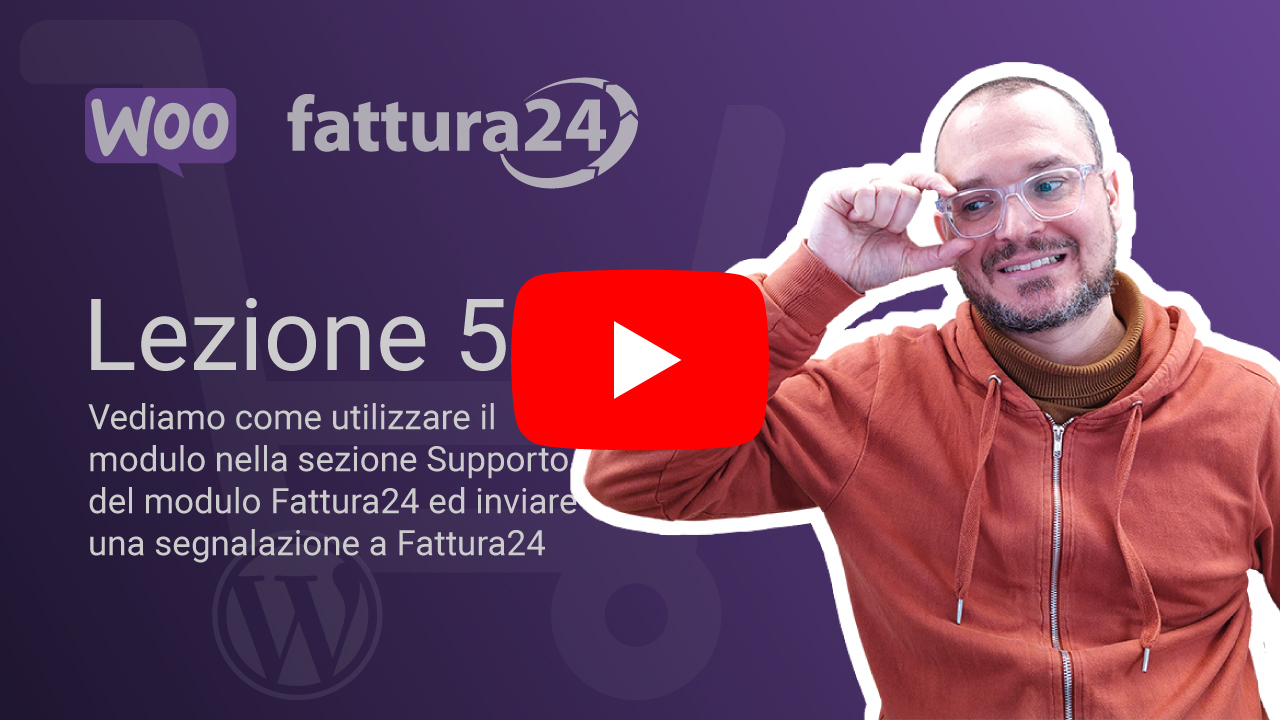 Woo
fattura24
Lezione 5
Vediamo come utilizzare il
modulo nella sezione Supporto
del modulo Fattura24 ed inviare
una segnalazione a Fattura24